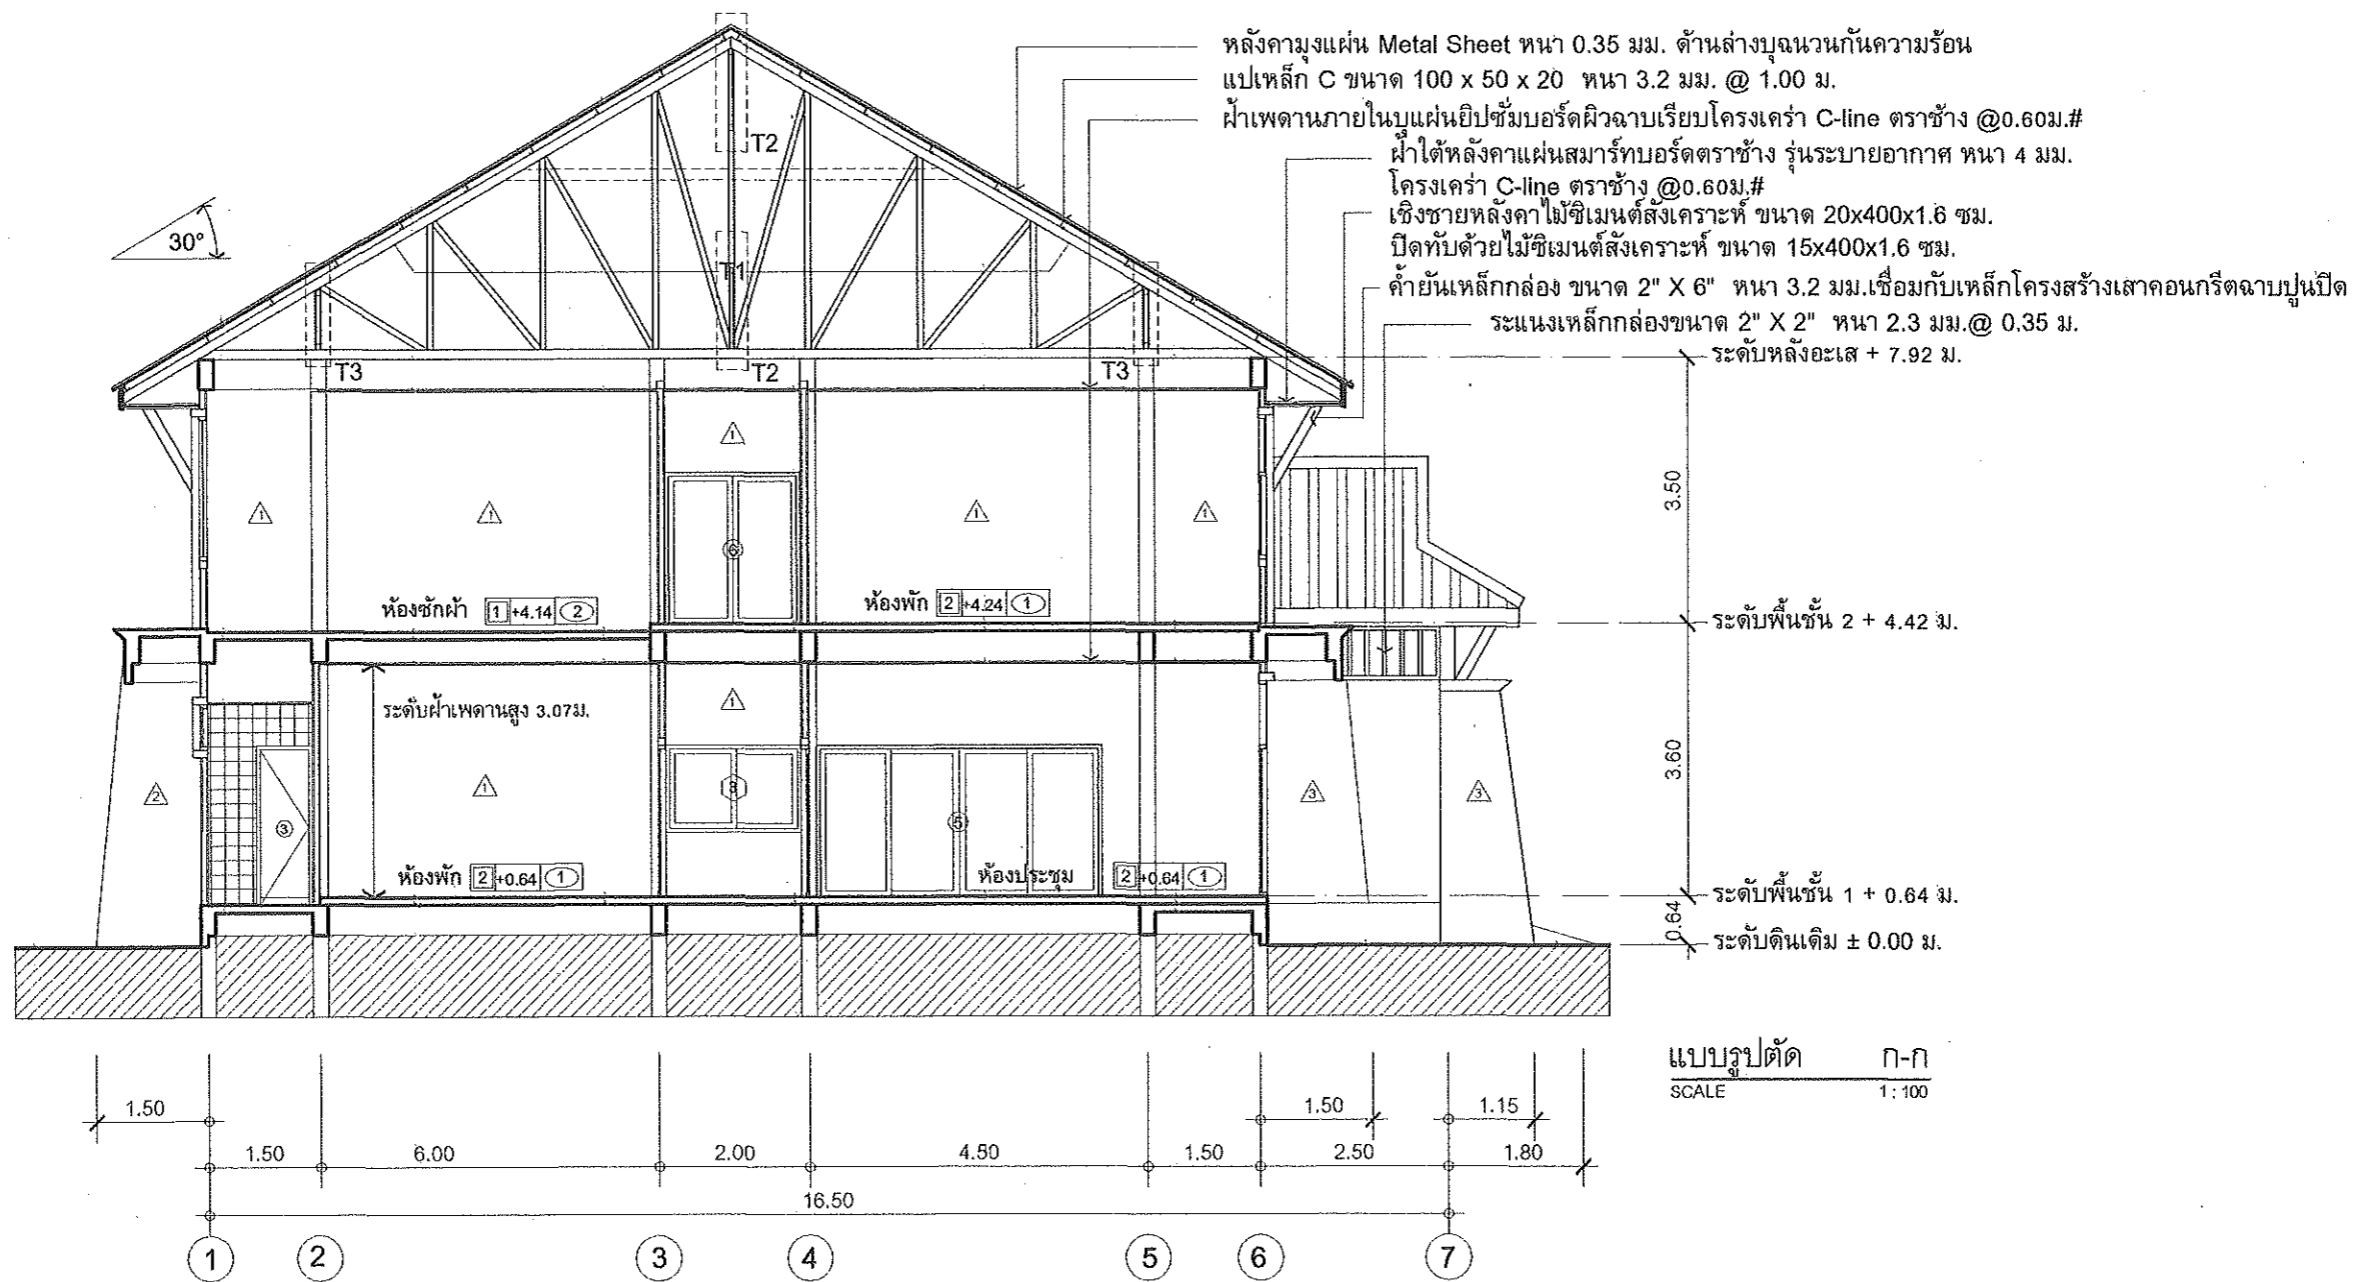 หลังคามุงแผ่น Metal Sheet หนา 0.35 มม. ด้านล่างบุฉนวนกันความร้อน
แปเหล็ก C ขนาด 100 x 50 x 20 หนา 3.2 มม. @ 1.00 ม.
ฝ้าเพดานภายในบุแผ่นยิปซั่มบอร์ดผิวฉาบเรียบโครงเคร่า C-line ตราช้าง @0.60ม.#
ฝ้าใต้หลังคาแผ่นสมาร์ทบอร์ดตราช้าง รุ่นระบายอากาศ หนา 4 มม.
โครงเคร่า C-line ตราช้าง @0.60ม.#
เชิงชายหลังคาไม้ซิเมนต์สังเคราะห์ ขนาด 20x400x1.6 ซม.
ปิดทับด้วยไม้ซิเมนต์สังเคราะห์ ขนาด 15x400x1.6 ซม.
ค้ำยันเหล็กกล่อง ขนาด 2" X 6" หนา 3.2 มม.เชื่อมกับเหล็กโครงสร้างเสาคอนกรีตฉาบปูนปิด
ระแนงเหล็กกล่องขนาด 2" X 2" หนา 2.3 มม.@ 0.35 ม.
ระดับหลังอะเส + 7.92 ม.
T2
30°
T1
T3 T2 T3
1
1 1 1 1
6
3.50
ห้องซักผ้า 1 +4.14 2
ห้องพัก 2 +4.24 1
ระดับพื้นชั้น 2 + 4.42 ม.
ระดับฝ้าเพดานสูง 3.07ม.
1
3.60
2 1 3 3
3 5
ห้องพัก 2 +0.64 1
ห้องประชุม 2 +0.64 1
ระดับพื้นชั้น 1 + 0.64 ม.
0.64
ระดับดินเดิม ± 0.00 ม.
แบบรูปตัด ก-ก
SCALE 1 : 100
1.50 1.50 1.15
1.50 6.00 2.00 4.50 1.50 2.50 1.80
16.50
1 2 3 4 5 6 7